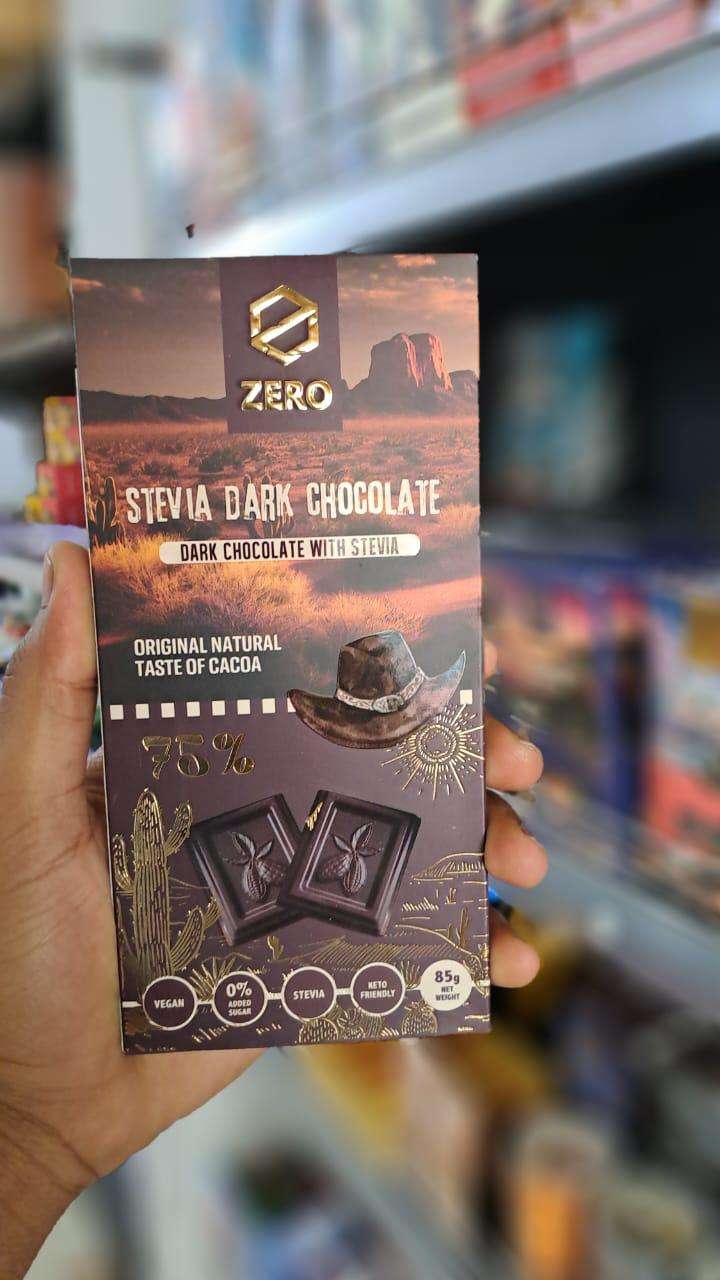 ZERO
STEVIA DARK CHOCOLATE
DARK CHOCOLATE WITH STEVIA
ORIGINAL NATURAL
TASTE OF CACOA
75%
VEGAN
0%
ADDED
SUGAR
STEVIA
KETO
FRIENDLY
85g
NET
WEIGHT